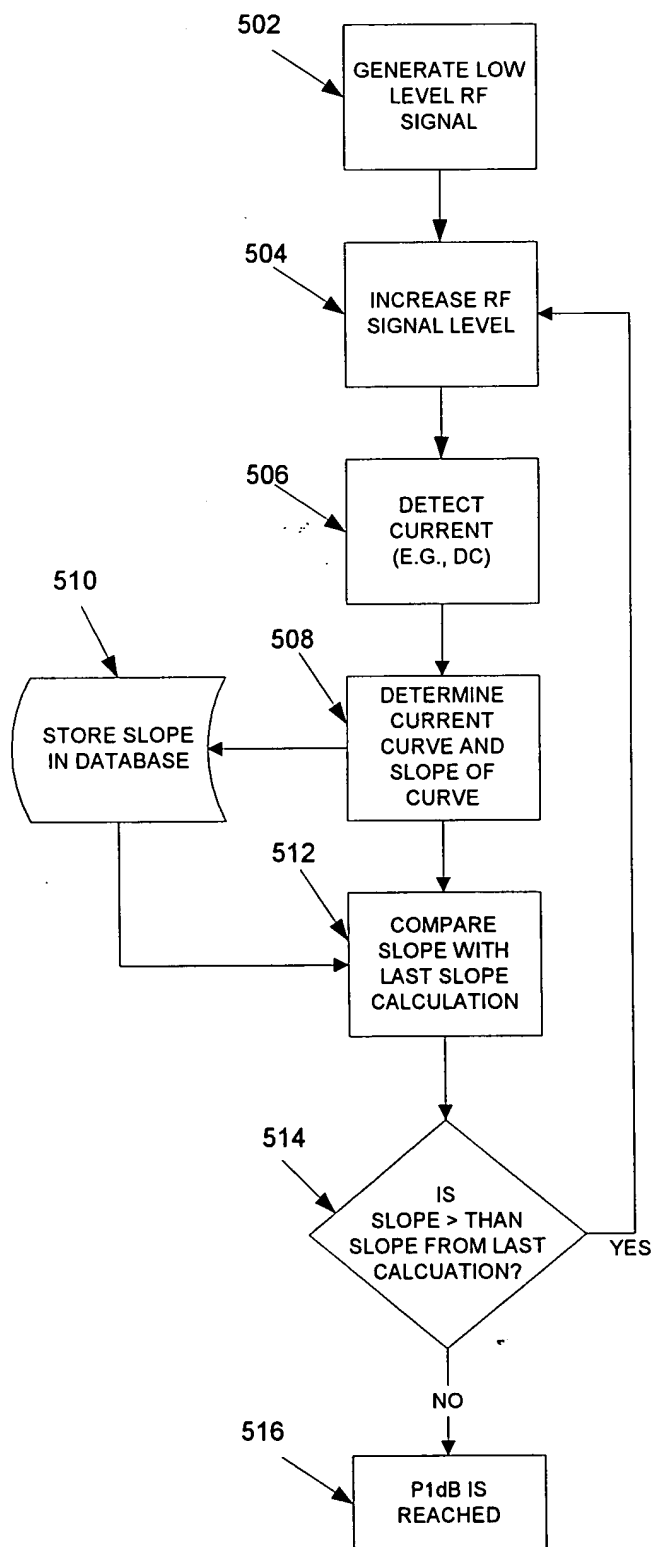 502
GENERATE LOW
LEVEL RF
SIGNAL
504
INCREASE RF
SIGNAL LEVEL
506
DETECT
CURRENT
(E.G., DC)
510
STORE SLOPE
IN DATABASE
508
DETERMINE
CURRENT
CURVE AND
SLOPE OF
CURVE
512
COMPARE
SLOPE WITH
LAST SLOPE
CALCULATION
514
IS
SLOPE > THAN
SLOPE FROM LAST
CALCUATION?
YES
NO
516
P1dB IS
REACHED